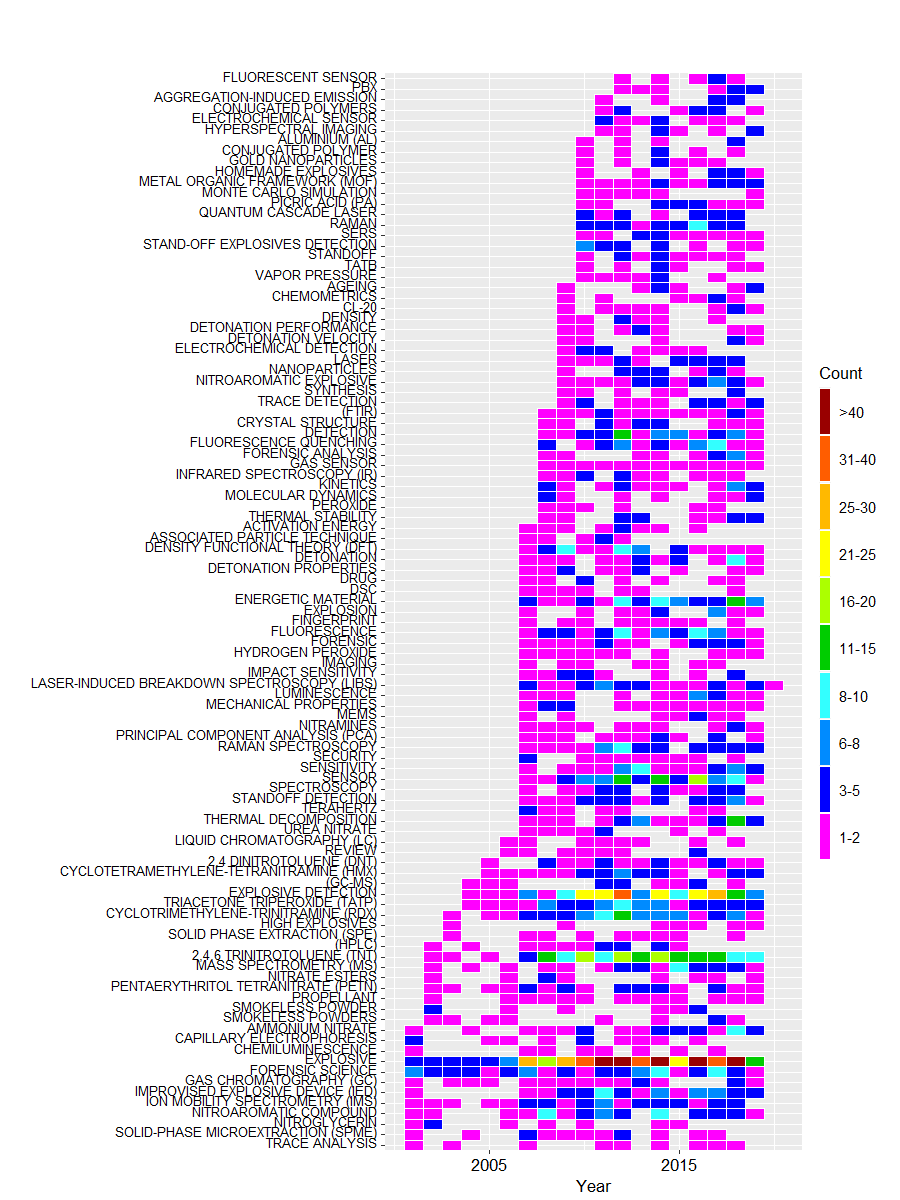 FLUORESCENT SENSOR
PBX
AGGREGATION-INDUCED EMISSION
CONJUGATED POLYMERS
ELECTROCHEMICAL SENSOR
HYPERSPECTRAL IMAGING
ALUMINIUM (AL)
CONJUGATED POLYMER
GOLD NANOPARTICLES
HOMEMADE EXPLOSIVES
METAL ORGANIC FRAMEWORK (MOF)
MONTE CARLO SIMULATION
PICRIC ACID (PA)
QUANTUM CASCADE LASER
RAMAN
SERS
STAND-OFF EXPLOSIVES DETECTION
STANDOFF
TATB
VAPOR PRESSURE
AGEING
CHEMOMETRICS
CL-20
DENSITY
DETONATION PERFORMANCE
DETONATION VELOCITY
ELECTROCHEMICAL DETECTION
LASER
NANOPARTICLES
NITROAROMATIC EXPLOSIVE
SYNTHESIS
TRACE DETECTION
(FTIR)
CRYSTAL STRUCTURE
DETECTION
FLUORESCENCE QUENCHING
FORENSIC ANALYSIS
GAS SENSOR
INFRARED SPECTROSCOPY (IR)
KINETICS
MOLECULAR DYNAMICS
PEROXIDE
THERMAL STABILITY
ACTIVATION ENERGY
ASSOCIATED PARTICLE TECHNIQUE
DENSITY FUNCTIONAL THEORY (DFT)
DETONATION
DETONATION PROPERTIES
DRUG
DSC
ENERGETIC MATERIAL
EXPLOSION
FINGERPRINT
FLUORESCENCE
FORENSIC
HYDROGEN PEROXIDE
IMAGING
IMPACT SENSITIVITY
LASER-INDUCED BREAKDOWN SPECTROSCOPY (LIBS)
LUMINESCENCE
MECHANICAL PROPERTIES
MEMS
NITRAMINES
PRINCIPAL COMPONENT ANALYSIS (PCA)
RAMAN SPECTROSCOPY
SECURITY
SENSITIVITY
SENSOR
SPECTROSCOPY
STANDOFF DETECTION
TERAHERTZ
THERMAL DECOMPOSITION
UREA NITRATE
LIQUID CHROMATOGRAPHY (LC)
REVIEW
2,4 DINITROTOLUENE (DNT)
CYCLOTETRAMETHYLENE-TETRANITRAMINE (HMX)
(GC-MS)
EXPLOSIVE DETECTION
TRIACETONE TRIPEROXIDE (TATP)
CYCLOTRIMETHYLENE-TRINITRAMINE (RDX)
HIGH EXPLOSIVES
SOLID PHASE EXTRACTION (SPE)
(HPLC)
2,4,6 TRINITROTOLUENE (TNT)
MASS SPECTROMETRY (MS)
NITRATE ESTERS
PENTAERYTHRITOL TETRANITRATE (PETN)
PROPELLANT
SMOKELESS POWDER
SMOKELESS POWDERS
AMMONIUM NITRATE
CAPILLARY ELECTROPHORESIS
CHEMILUMINESCENCE
EXPLOSIVE
FORENSIC SCIENCE
GAS CHROMATOGRAPHY (GC)
IMPROVISED EXPLOSIVE DEVICE (IED)
ION MOBILITY SPECTROMETRY (IMS)
NITROAROMATIC COMPOUND
NITROGLYCERIN
SOLID-PHASE MICROEXTRACTION (SPME)
TRACE ANALYSIS
2005
2015
Year
Count
>40
31-40
25-30
21-25
16-20
11-15
8-10
6-8
3-5
1-2